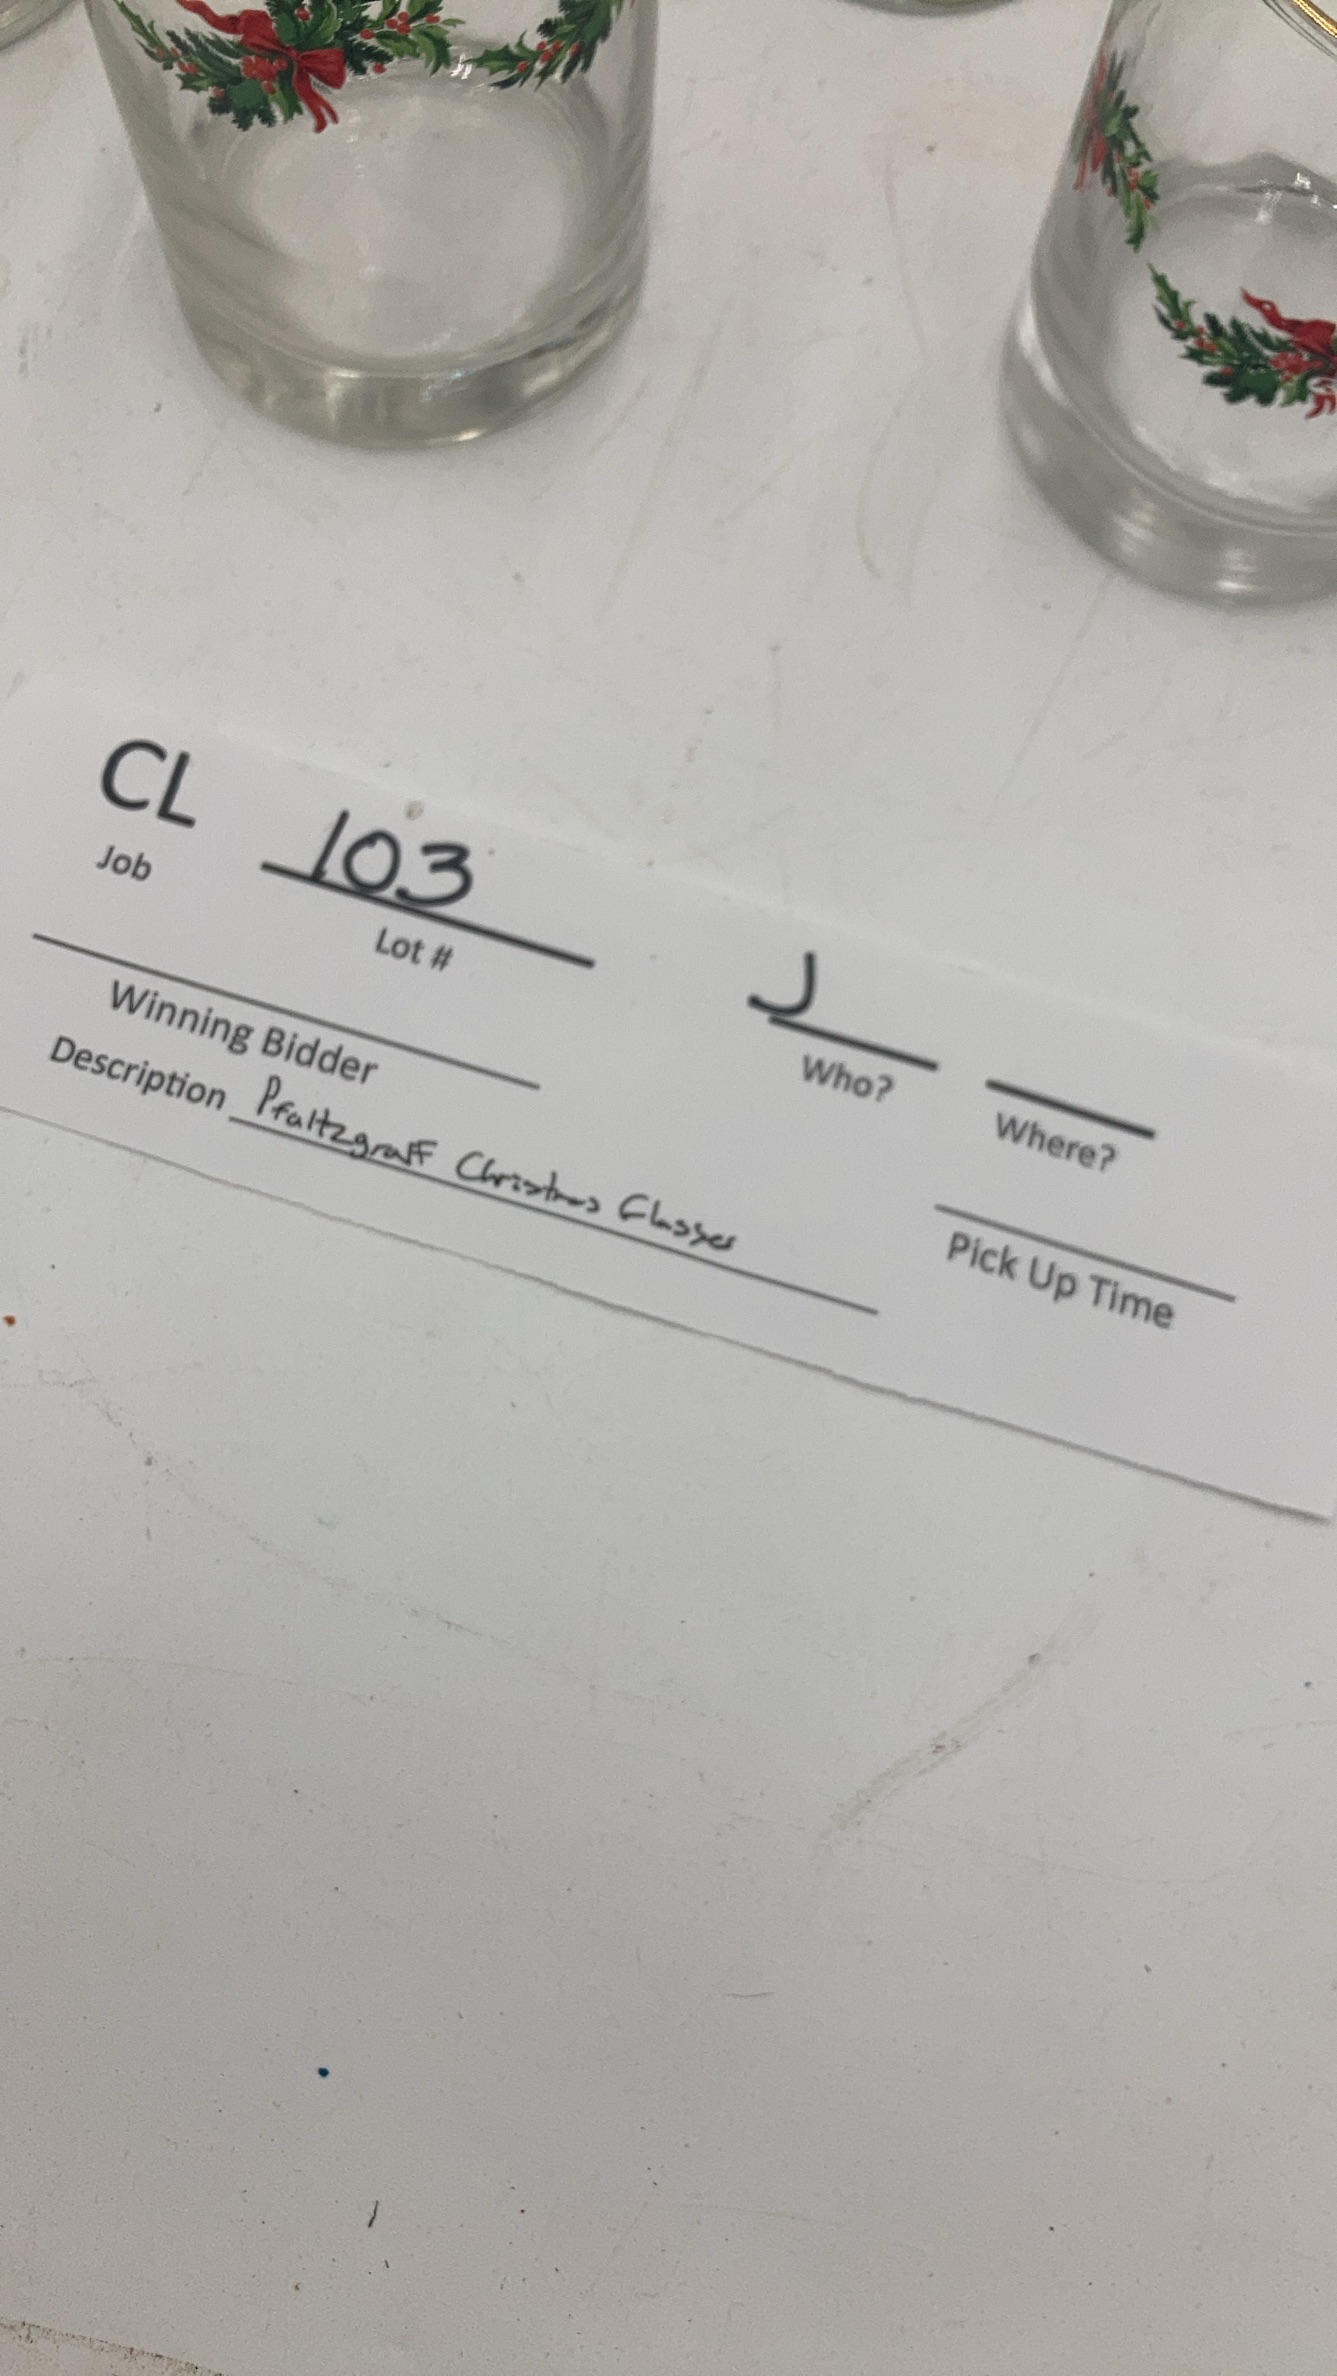 CL 103 J
Job Lot # Who? Where?
Winning Bidder Pick Up Time
Description Pfaltzgraff Christmas Glasses